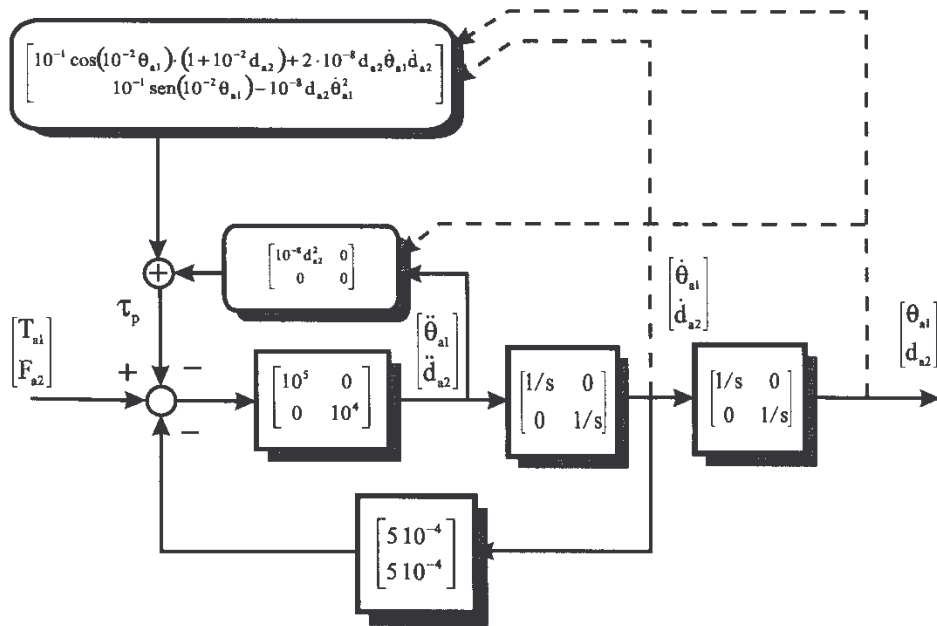 [10⁻¹ cos(10⁻² θₐ₁)·(1+10⁻² dₐ₂)+2·10⁻⁸ dₐ₂ θ̇ₐ₁ ḋₐ₂
10⁻¹ sen(10⁻² θₐ₁)−10⁻⁸ dₐ₂ θ̇²ₐ₁]
[10⁻⁸ d²ₐ₂ 0
0 0]
+
τₚ
[θ̇ₐ₁
ḋₐ₂]
[Tₐ₁
Fₐ₂]
[θ̈ₐ₁
d̈ₐ₂]
[θₐ₁
dₐ₂]
+ −
−
[10⁵ 0
0 10⁴]
[1/s 0
0 1/s]
[1/s 0
0 1/s]
[5 10⁻⁴
5 10⁻⁴]